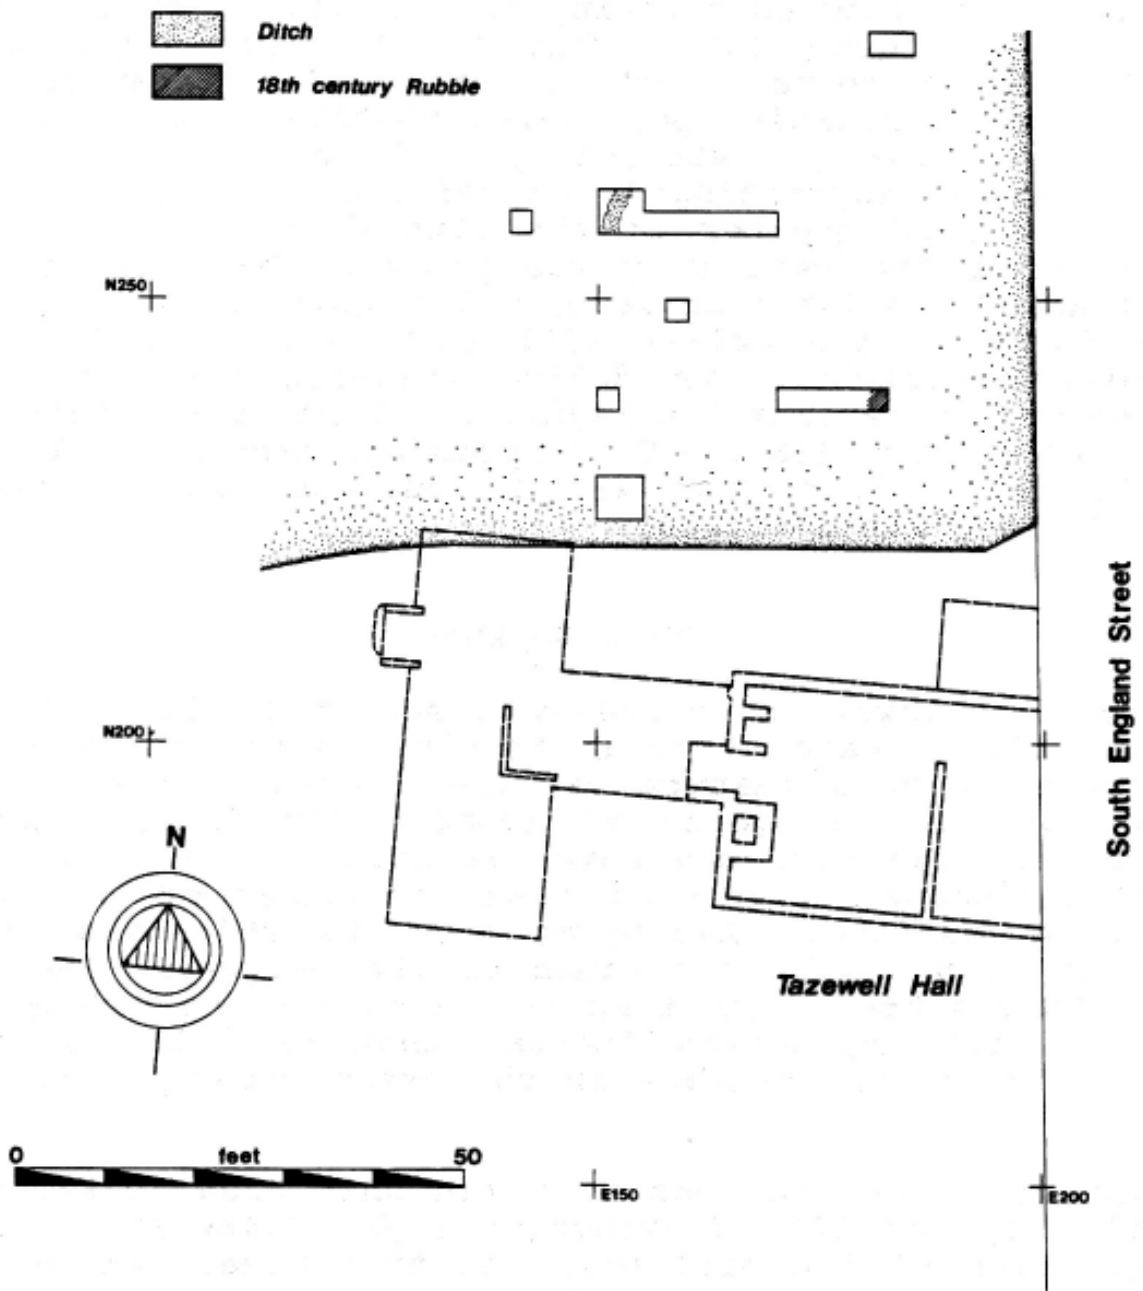 Ditch
18th century Rubble
N250
South England Street
N200
N
Tazewell Hall
0 feet 50
E150
E200